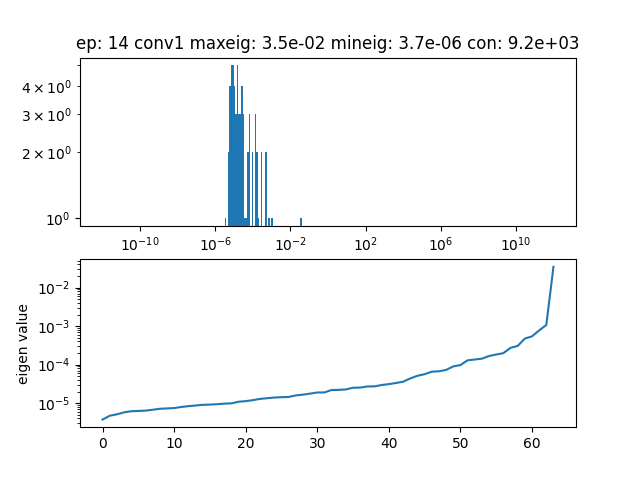 ep: 14 conv1 maxeig: 3.5e-02 mineig: 3.7e-06 con: 9.2e+03
4 × 10⁰
3 × 10⁰
2 × 10⁰
10⁰
10⁻¹⁰ 10⁻⁶ 10⁻² 10² 10⁶ 10¹⁰
eigen value
10⁻²
10⁻³
10⁻⁴
10⁻⁵
0 10 20 30 40 50 60